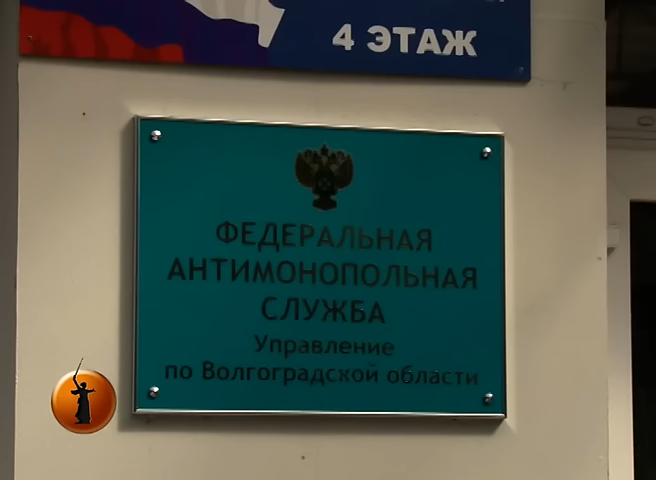 4 ЭТАЖ
ФЕДЕРАЛЬНАЯ
АНТИМОНОПОЛЬНАЯ
СЛУЖБА
Управление
по Волгоградской области